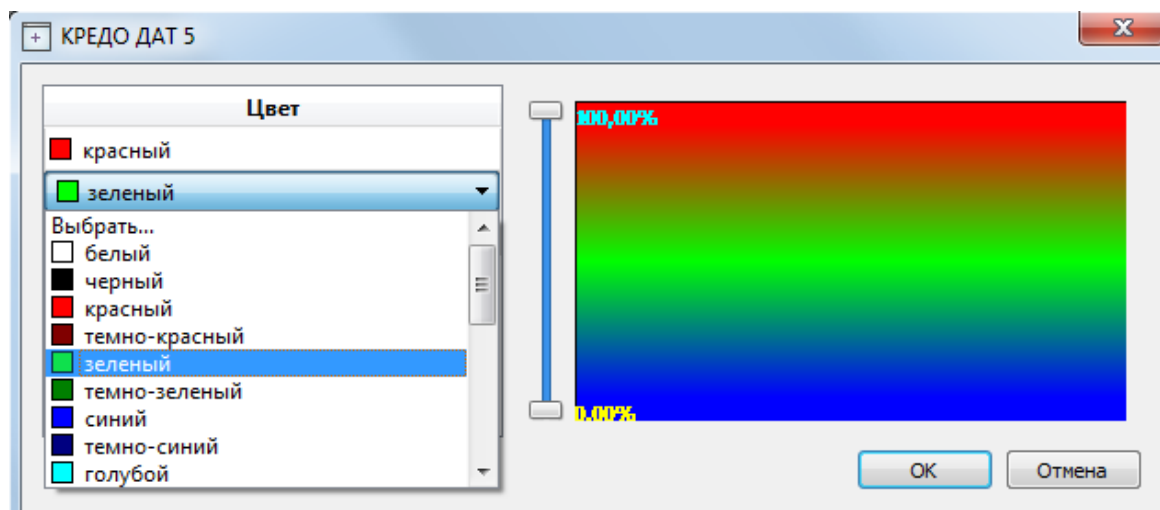 КРЕДО ДАТ 5
Цвет
красный
зеленый
Выбрать...
белый
черный
красный
темно-красный
зеленый
темно-зеленый
синий
темно-синий
голубой
100,00%
0,00%
OK
Отмена